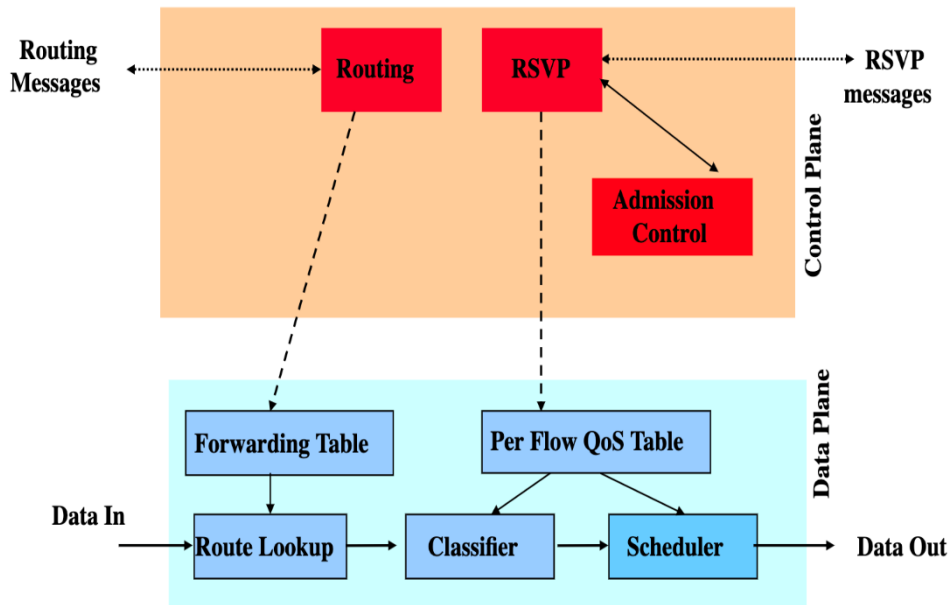 Routing
Messages
Routing
RSVP
RSVP
messages
Admission
Control
Control Plane
Forwarding Table
Per Flow QoS Table
Data Plane
Data In
Route Lookup
Classifier
Scheduler
Data Out